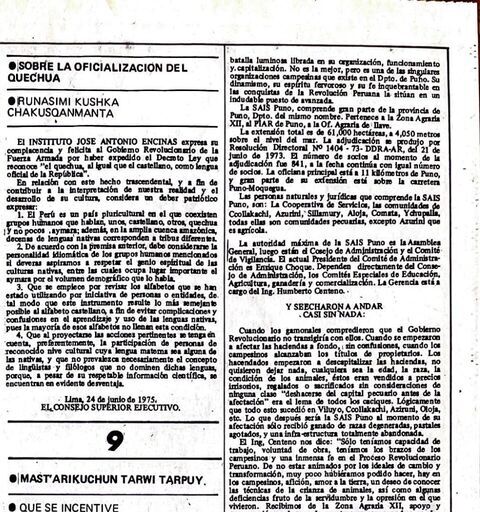 SOBRE LA OFICIALIZACION DEL
QUECHUA
RUNASIMI KUSHKA
CHAKUSQANMANTA
El INSTITUTO JOSE ANTONIO ENCINAS expresa su
complacencia y felicita al Gobierno Revolucionario de la
Fuerza Armada por haber expedido el Decreto Ley que
reconoce "el quechua, al igual que el castellano, como lengua
oficial de la República".
En relación con este hecho trascendental, y a fin de
contribuir a la interpretación de nuestra realidad y el
desarrollo de su cultura, considera un deber patriótico
expresar:
1. El Perú es un país pluricultural en el que coexisten
grupos humanos que hablan, unos, castellano, otros, quechua
y no pocos aymara; además, en la amplia cuenca amazónica,
decenas de lenguas nativas corresponden a tribus diferentes.
2. De acuerdo con la premisa anterior, debe considerarse la
personalidad idiomática de los grupos humanos mencionados
si deveras aspiramos a respetar el genio espiritual de las
culturas nativas, entre las cuales ocupa lugar importante el
aymara por el volumen demográfico que lo habla.
3. Que se empiece por revisar los alfabetos que se han
estado utilizando por iniciativa de personas o entidades, de
tal modo que este instrumento resulte lo más semejante
posible al alfabeto castellano, a fin de evitar complicaciones y
confusiones en el aprendizaje y uso de las lenguas nativas,
pues la mayoría de esos alfabetos no llenan esta condición.
4. Que al proyectarse las acciones pertinentes se tenga en
cuenta, preferentemente, la participación de personas de
reconocido nivel cultural cuya lengua materna sea alguna de
las nativas, y que no prevalezca necesariamente el concepto
de lingüistas y filólogos que no dominen dichas lenguas,
porque, a pesar de su respetable información científica, se
encuentran en evidente desventaja.
Lima, 24 de junio de 1975.
EL CONSEJO SUPERIOR EJECUTIVO.
9
MAST'ARIKUCHUN TARWI TARPUY.
QUE SE INCENTIVE
batalla luminosa librada en su organización, funcionamiento
y capitalización. No es la mejor, pero es una de las singulares
organizaciones campesinas que existe en el Dpto. de Puno. Su
dinamismo, su espíritu fervoroso y su fe inquebrantable en
las conquistas de la Revolución Peruana la sitúan en un
indudable puesto de avanzada.
La SAIS Puno, comprende gran parte de la provincia de
Puno, Dpto. del mismo nombre. Pertenece a la Zona Agraria
XII, al PIAR de Puno, a la Of. Agraria de Ilave.
La extensión total es de 61,000 hectáreas, a 4,050 metros
sobre el nivel del mar. La adjudicación se produjo por
Resolución Directoral Nº 1404 - 73 - DDRA-AR, del 21 de
junio de 1973. El número de socios al momento de la
adjudicación fue 841, a la fecha continúa con igual número
de socios. La oficina principal está a 11 kilómetros de Puno,
y gran parte de su extensión está sobre la carretera
Puno-Moquegua.
Las personas naturales y jurídicas que comprende la SAIS
Puno, son: La Cooperativa de Servicios, las comunidades de
Ccollakachi, Azurini, Sillamury, Aloja, Comata, Ychupalla,
todas ellas son comunidades pecuarias, excepto Azurini que
es agrícola.
La autoridad máxima de la SAIS Puno es la Asamblea
General, luego están el Consejo de Administración y el Comité
de Vigilancia. El actual Presidente del Comité de Administra-
ción es Enrique Choque. Dependen directamente del Conse-
jo de Administración, los Comités Especiales de Educación,
Agricultura, ganadería y comercialización. La Gerencia está a
cargo del Ing. Humberto Centeno.
Y SE ECHARON A ANDAR
CASI SIN NADA:
Cuando los gamonales comprendieron que el Gobierno
Revolucionario no transigiría con ellos. Cuando se empezaron
a afectar las haciendas a fondo, sin confusiones, cuando los
campesinos alcanzaban los títulos de propietarios. Los
hacendados empezaron a descapitalizar las haciendas, no
quisieron dejar nada, cualquiera sea la edad, la raza, la
condición de los animales, éstos eran vendidos a precios
irrisorios, regalados o sacrificados sin consideraciones de
ninguna clase "deshacerse del capital pecuario antes de la
afectación" era el lema de todos los caciques. Lógicamente
que todo esto sucedió en Viluyo, Ccollakachi, Aziruni, Oloja,
etc. Lo que después sería la SAIS Puno al momento de su
afectación sólo recibió ganado de razas degeneradas, pastales
agotados, y una infra-estructura totalmente abandonada.
El Ing, Centeno nos dice: "Sólo teníamos capacidad de
trabajo, voluntad de obra, teníamos los brazos de los
campesinos y una inmensa fe en el Proceso Revolucionario
Peruano. De no estar animados por los ideales de cambio y
transformación, muy poco hubiéramos podido hacer, hay en
los campesinos, afición, amor a la tierra, un deseo de conocer
las técnicas de la crianza de animales, así como algunas
deficiencias fruto de la servidumbre y la opresión en el que
vivieron. Recibimos de la Zona Agraria XII, apoyo y